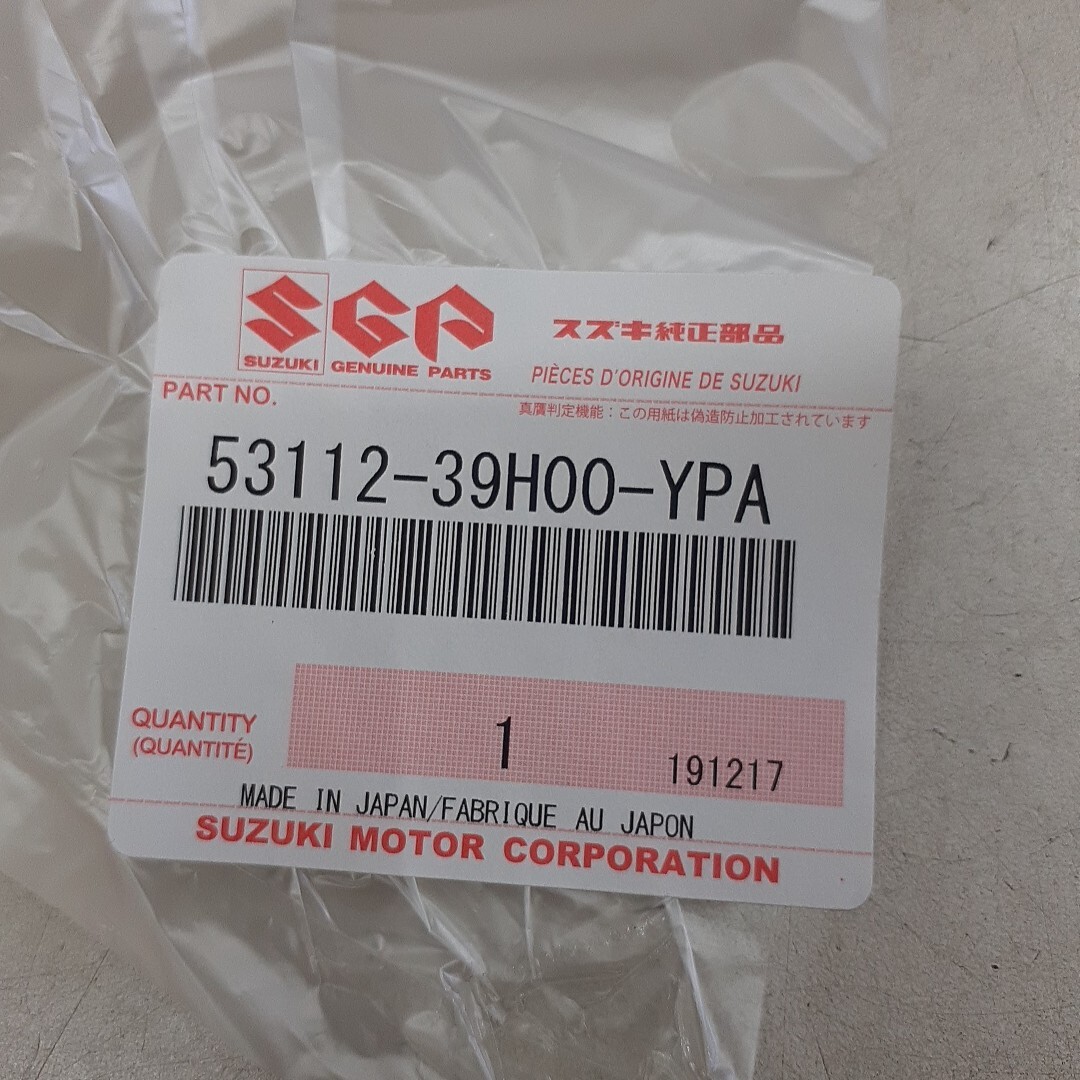 SGP
SUZUKI GENUINE PARTS
スズキ純正部品
PIÈCES D'ORIGINE DE SUZUKI
PART NO.
真贋判定機能：この用紙は偽造防止加工されています
53112-39H00-YPA
QUANTITY
(QUANTITÉ)
1
191217
MADE IN JAPAN/FABRIQUE AU JAPON
SUZUKI MOTOR CORPORATION